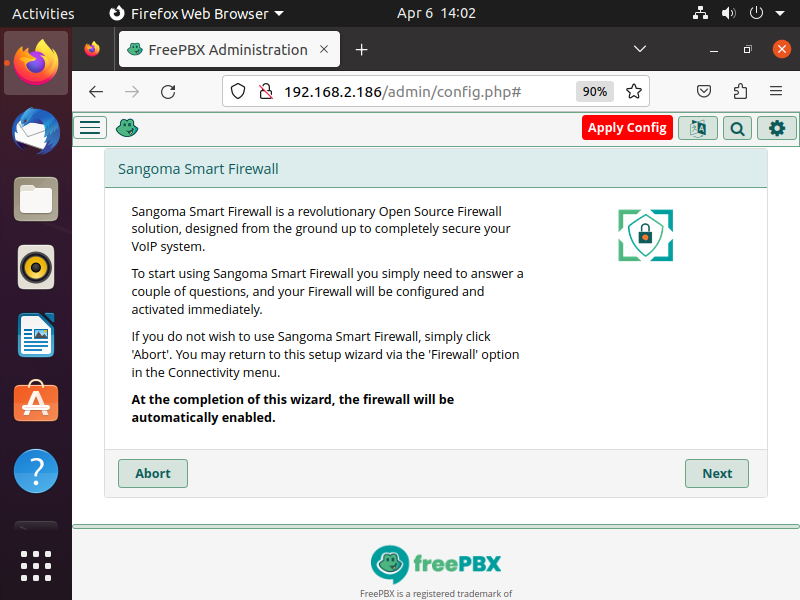 Activities
Firefox Web Browser
Apr 6 14:02
FreePBX Administration
192.168.2.186/admin/config.php#
90%
Apply Config
Sangoma Smart Firewall
Sangoma Smart Firewall is a revolutionary Open Source Firewall
solution, designed from the ground up to completely secure your
VoIP system.
To start using Sangoma Smart Firewall you simply need to answer a
couple of questions, and your Firewall will be configured and
activated immediately.
If you do not wish to use Sangoma Smart Firewall, simply click
'Abort'. You may return to this setup wizard via the 'Firewall' option
in the Connectivity menu.
At the completion of this wizard, the firewall will be
automatically enabled.
Abort
Next
freePBX
FreePBX is a registered trademark of